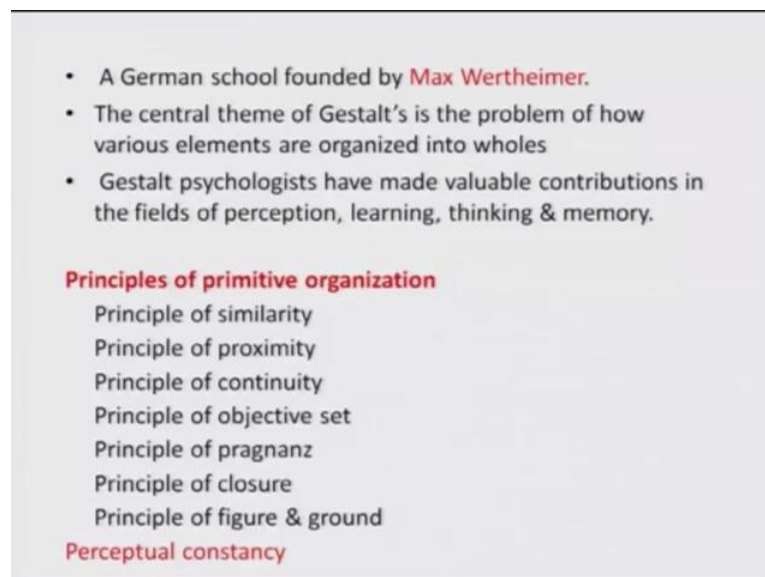 • A German school founded by Max Wertheimer.
• The central theme of Gestalt's is the problem of how
various elements are organized into wholes
• Gestalt psychologists have made valuable contributions in
the fields of perception, learning, thinking & memory.
Principles of primitive organization
Principle of similarity
Principle of proximity
Principle of continuity
Principle of objective set
Principle of pragnanz
Principle of closure
Principle of figure & ground
Perceptual constancy